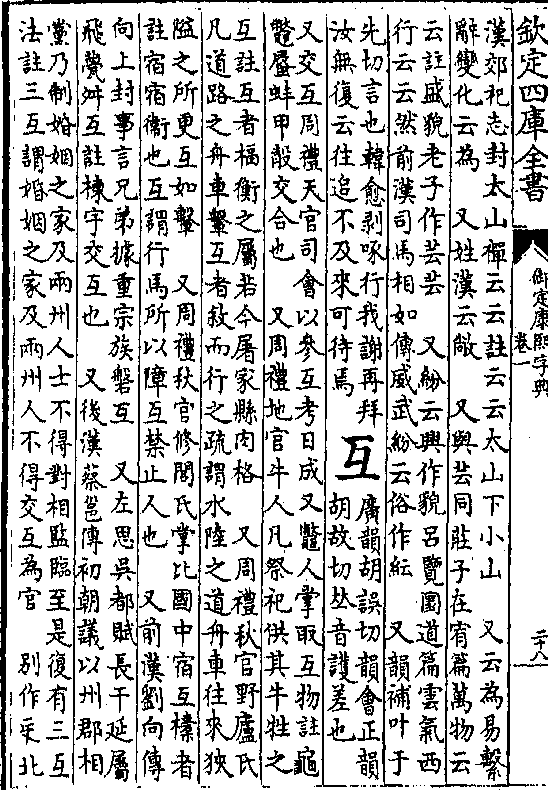 欽定四庫全書
御定康熙字典
卷一
二十八
漢郊祀志封太山禪云云註云云太山下小山　又云為易繫
辭變化云為　又姓漢云敞　又與芸同莊子在宥篇萬物云
云註盛貌老子作芸芸　又紛云興作貌呂覽圜道篇雲氣西
行云云然前漢司馬相如傳威武紛云俗作紜　又韻補叶于
先切言也韓愈剥啄行我謝再拜
汝無復云往追不及來可待焉
互
廣韻胡誤切韻會正韻
胡故切𠀤音護差也
又交互周禮天官司會以參互考日成又鼈人掌取互物註龜
鼈蜃蚌甲殻交合也　又周禮地官牛人凡祭祀供其牛牲之
互註互者楅衡之屬若今屠家縣肉格　又周禮秋官野廬氏
凡道路之舟車轚互者敘而行之疏謂水陸之道舟車往來狹
隘之所更互如轚　又周禮秋官修閭氏掌比國中宿互𣝔者
註宿宿衛也互謂行馬所以障互禁止人也　又前漢劉向傳
向上封事言兄弟據重宗族磐互　又左思吳都賦長干延屬
飛甍舛互註棟宇交互也　又後漢蔡邕傳初朝議以州郡相
黨乃制婚姻之家及兩州人士不得對相監臨至是復有三互
法註三互謂婚姻之家及兩州人不得交互為官　別作㸦北